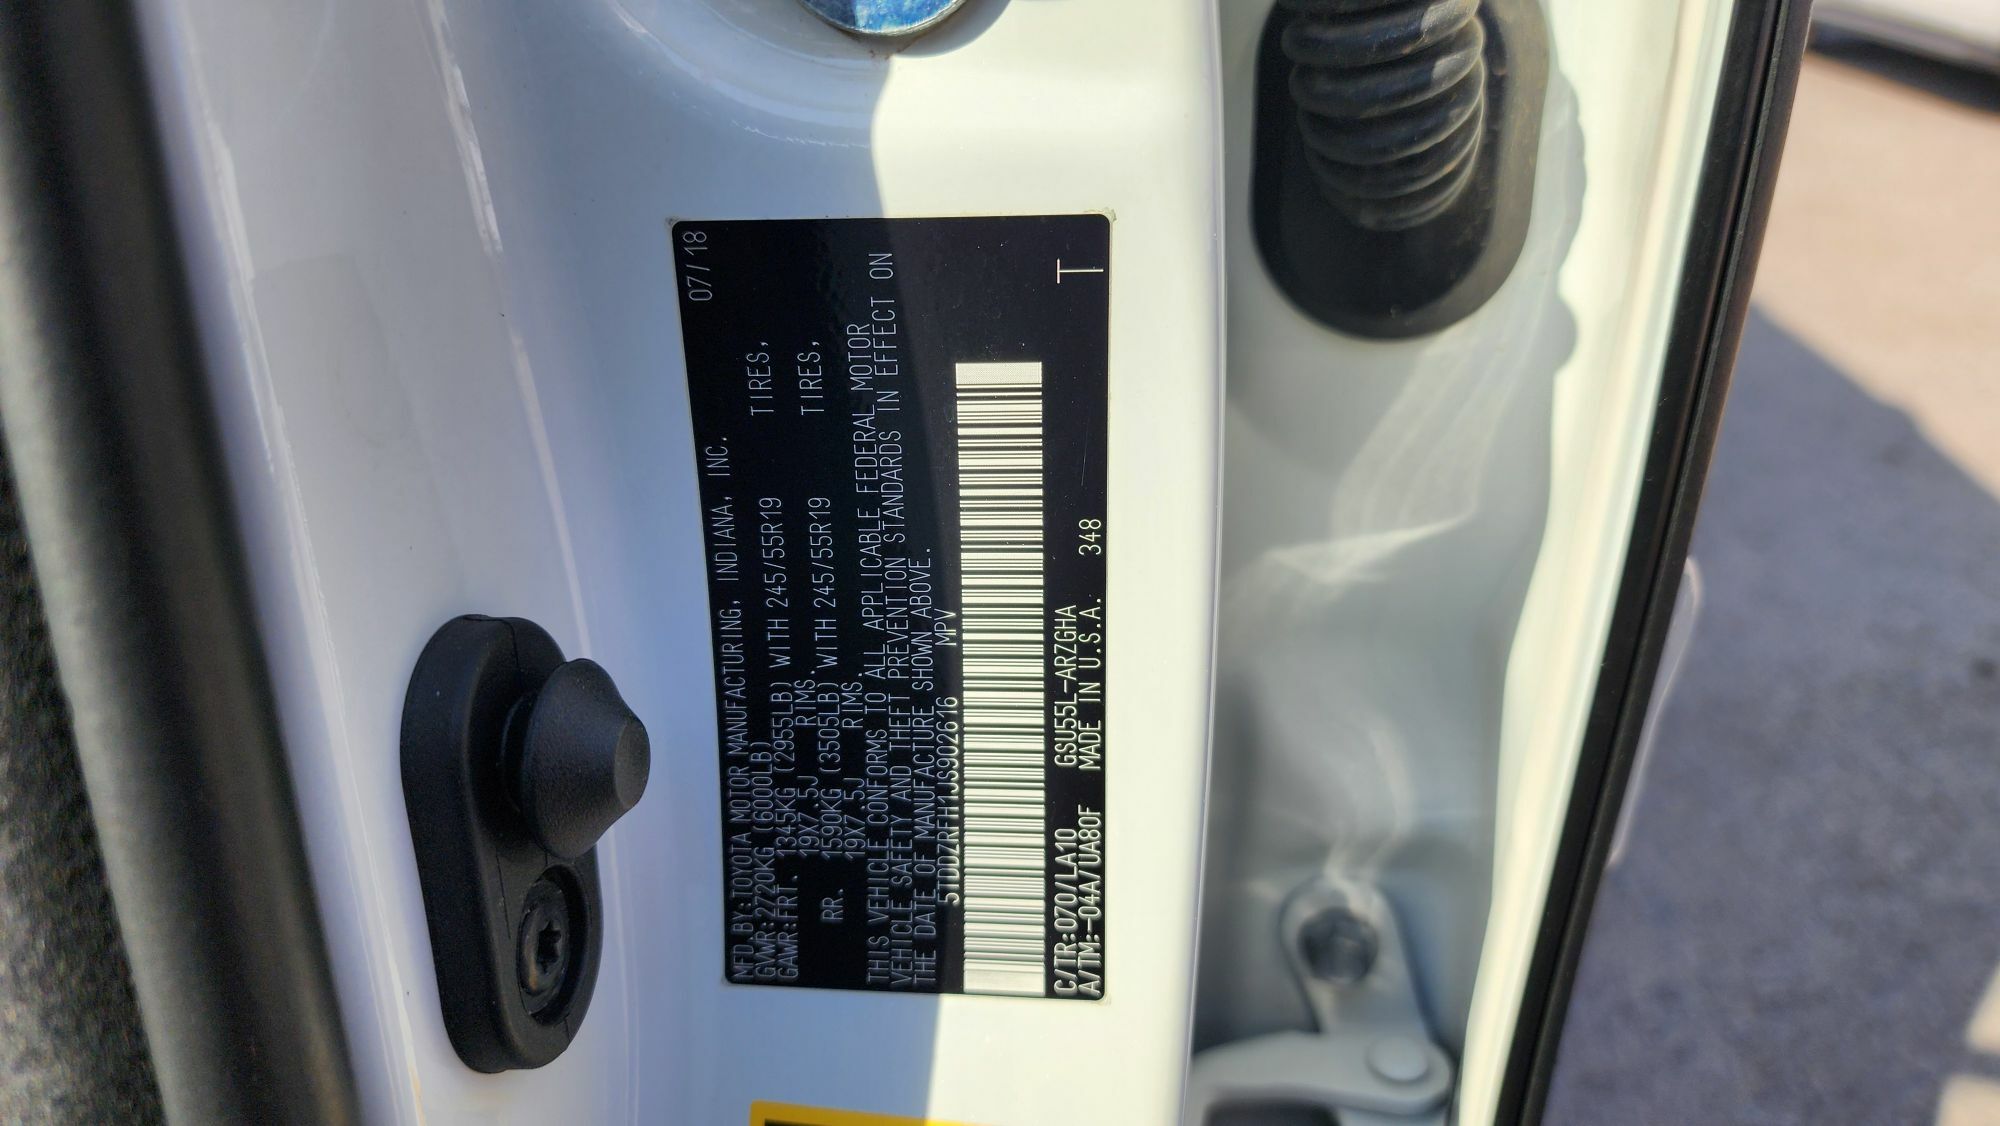 MFD.BY:TOYOTA MOTOR MANUFACTURING, INDIANA, INC. 07/18
GVWR:2720KG (6000LB)
GAWR:FRT. 1345KG (2955LB) WITH 245/55R19 TIRES,
19X7.5J RIMS.
RR. 1590KG (3505LB) WITH 245/55R19 TIRES,
19X7.5J RIMS.
THIS VEHICLE CONFORMS TO ALL APPLICABLE FEDERAL MOTOR
VEHICLE SAFETY AND THEFT PREVENTION STANDARDS IN EFFECT ON
THE DATE OF MANUFACTURE SHOWN ABOVE.
5TDDZRFH1JS902616 MPV
C/TR:070/LA10 GSU55L-ARZGHA
A/TM:-04A/UA80F MADE IN U.S.A. 348 T